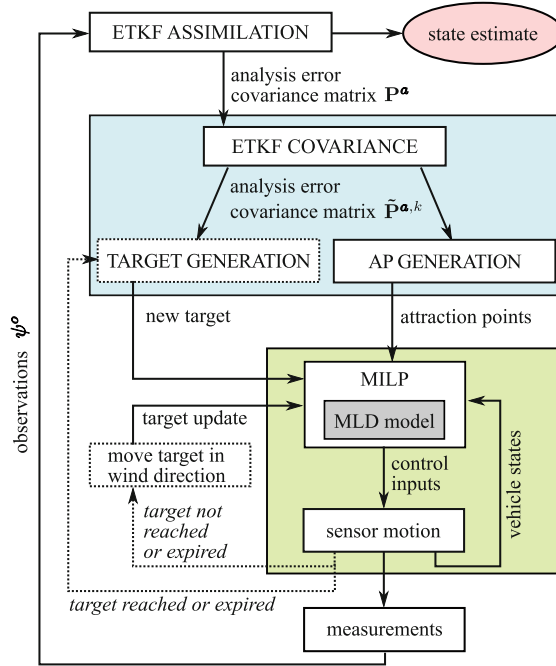 ETKF ASSIMILATION
state estimate
analysis error
covariance matrix Pᵃ
ETKF COVARIANCE
analysis error
covariance matrix P̃ᵃ,ᵏ
TARGET GENERATION
AP GENERATION
new target
attraction points
observations ψᵒ
MILP
target update
MLD model
move target in
wind direction
control
inputs
vehicle states
target not
reached
or expired
sensor motion
target reached or expired
measurements